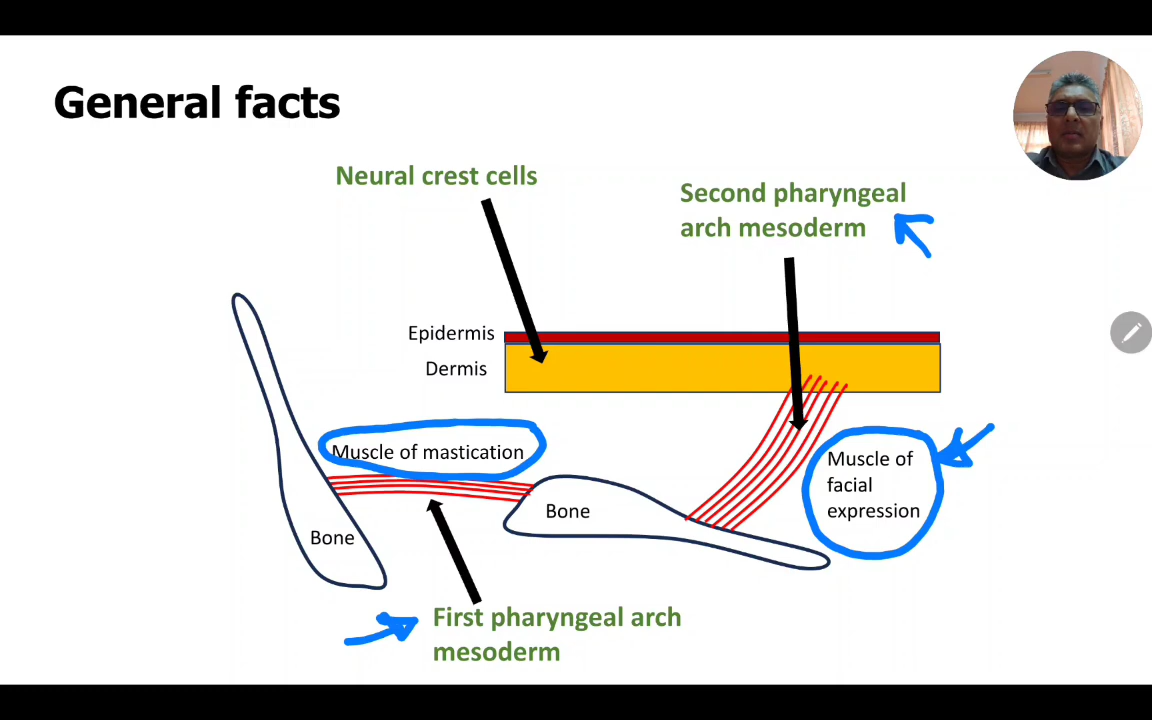 General facts
Neural crest cells
Second pharyngeal
arch mesoderm
Epidermis
Dermis
Muscle of mastication
Muscle of
facial
expression
Bone
Bone
First pharyngeal arch
mesoderm